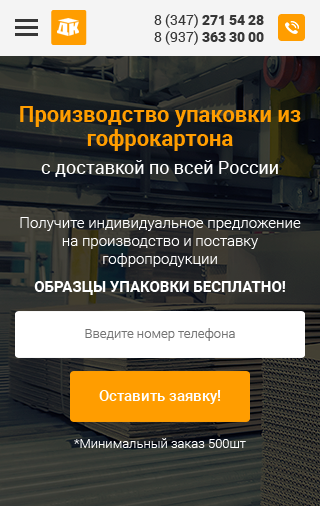 ДК
8 (347) 271 54 28
8 (937) 363 30 00
Производство упаковки из
гофрокартона
с доставкой по всей России
Получите индивидуальное предложение
на производство и поставку
гофропродукции
ОБРАЗЦЫ УПАКОВКИ БЕСПЛАТНО!
Введите номер телефона
Оставить заявку!
*Минимальный заказ 500шт